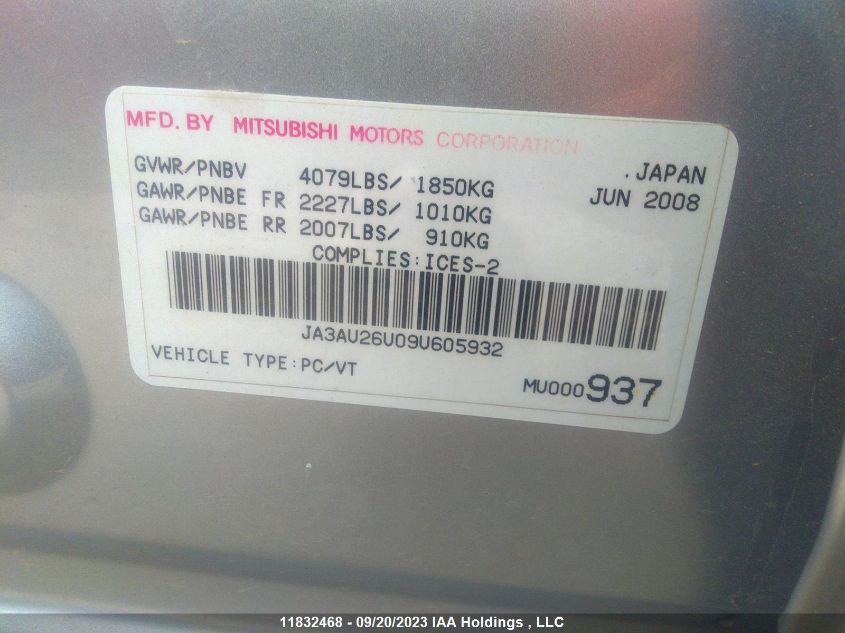 MFD. BY MITSUBISHI MOTORS CORPORATION
GVWR/PNBV 4079LBS/ 1850KG .JAPAN
GAWR/PNBE FR 2227LBS/ 1010KG JUN 2008
GAWR/PNBE RR 2007LBS/ 910KG
COMPLIES:ICES-2
JA3AU26U09U605932
VEHICLE TYPE:PC/VT
MU000937
11832468 - 09/20/2023 IAA Holdings , LLC